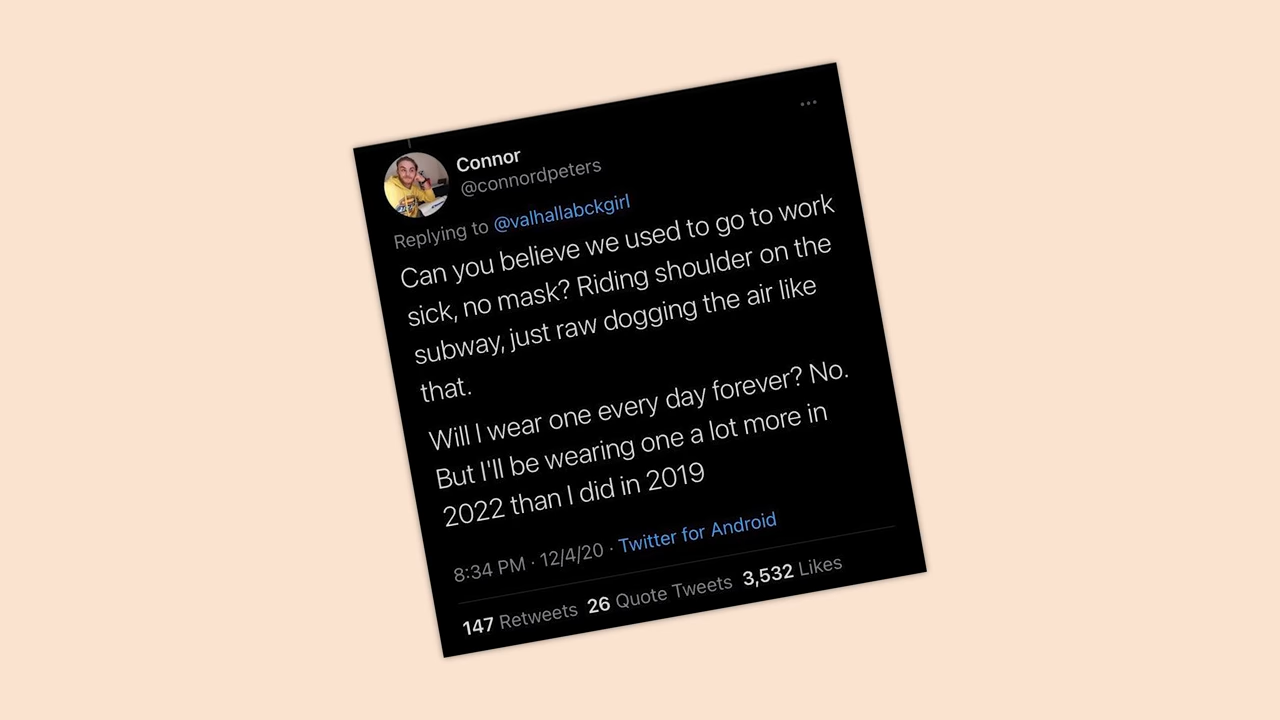 Connor
@connordpeters
Replying to @valhallabckgirl
Can you believe we used to go to work
sick, no mask? Riding shoulder on the
subway, just raw dogging the air like
that.
Will I wear one every day forever? No.
But I'll be wearing one a lot more in
2022 than I did in 2019
8:34 PM · 12/4/20 · Twitter for Android
147 Retweets 26 Quote Tweets 3,532 Likes